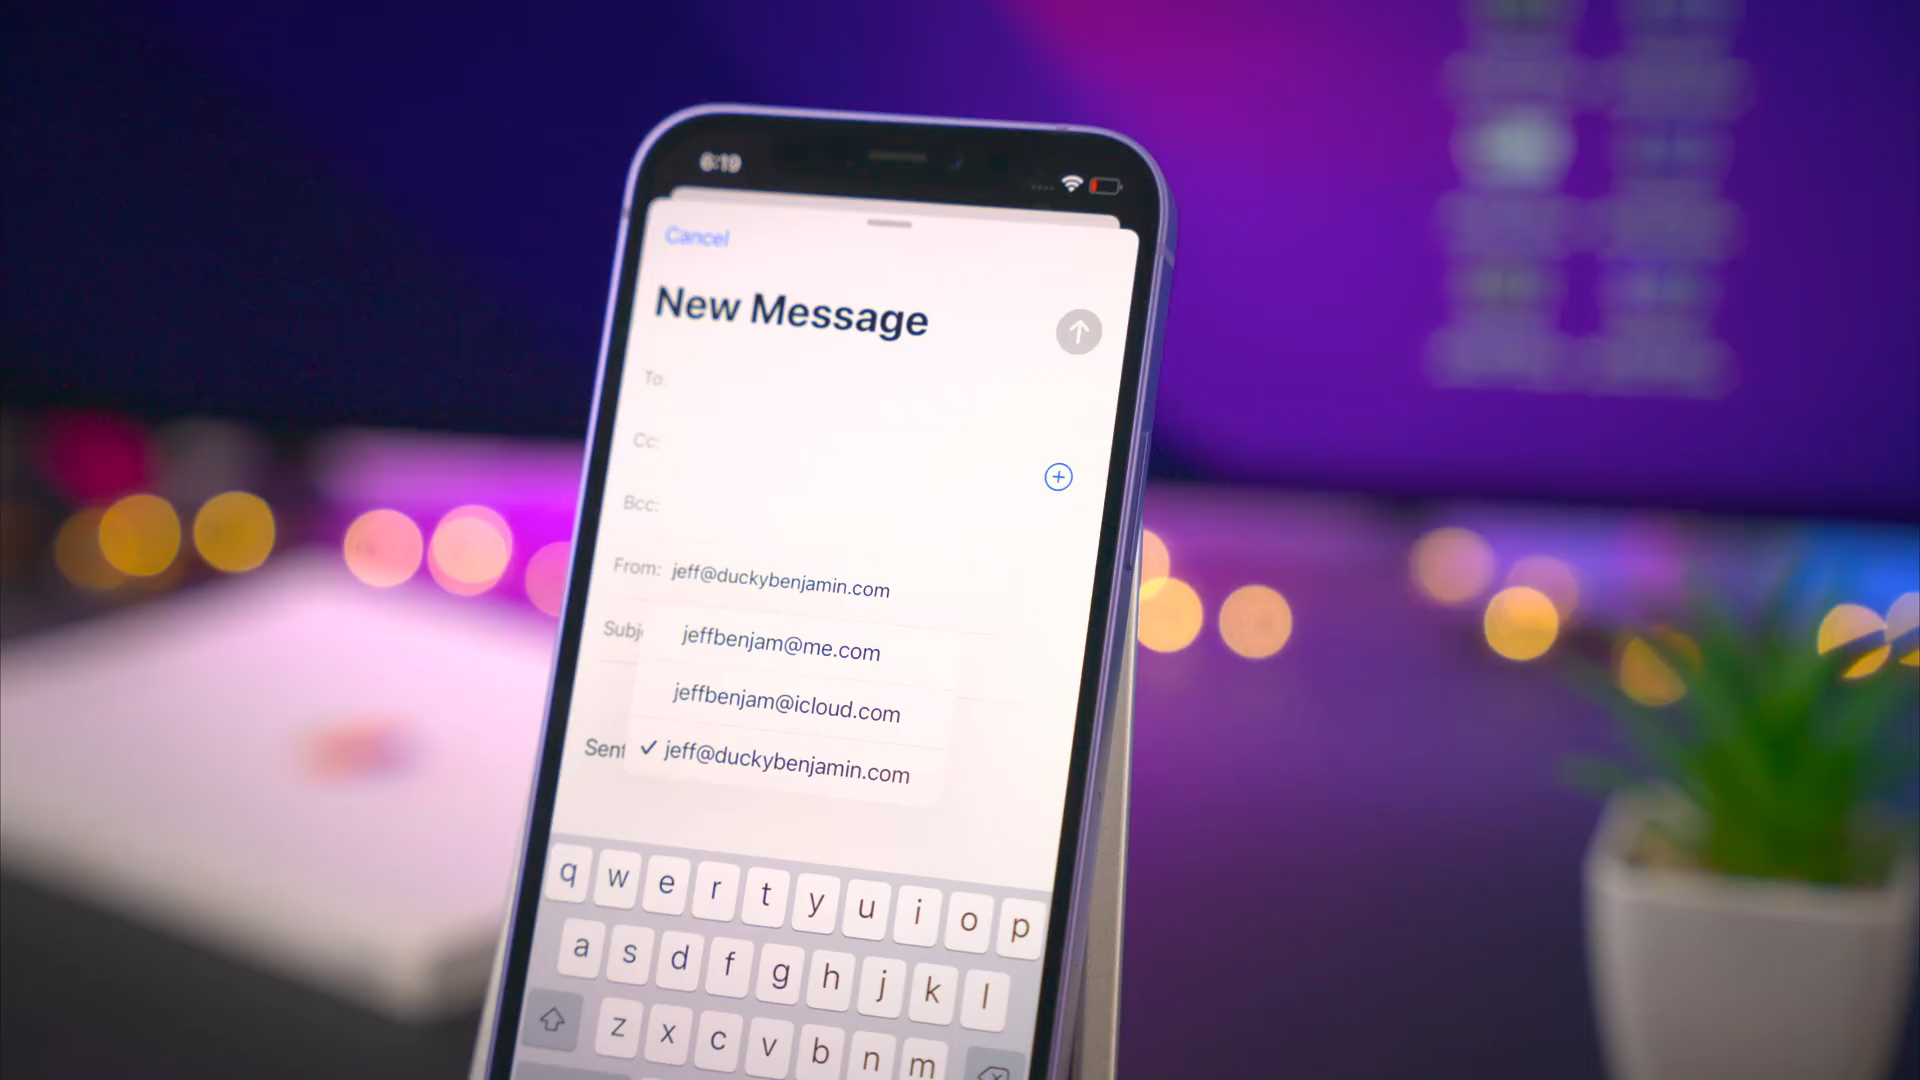 6:19
Cancel
New Message
To:
Cc:
Bcc:
From: jeff@duckybenjamin.com
Subj
jeffbenjam@me.com
jeffbenjam@icloud.com
Sent
✓ jeff@duckybenjamin.com
q w e r t y u i o p
a s d f g h j k l
z x c v b n m